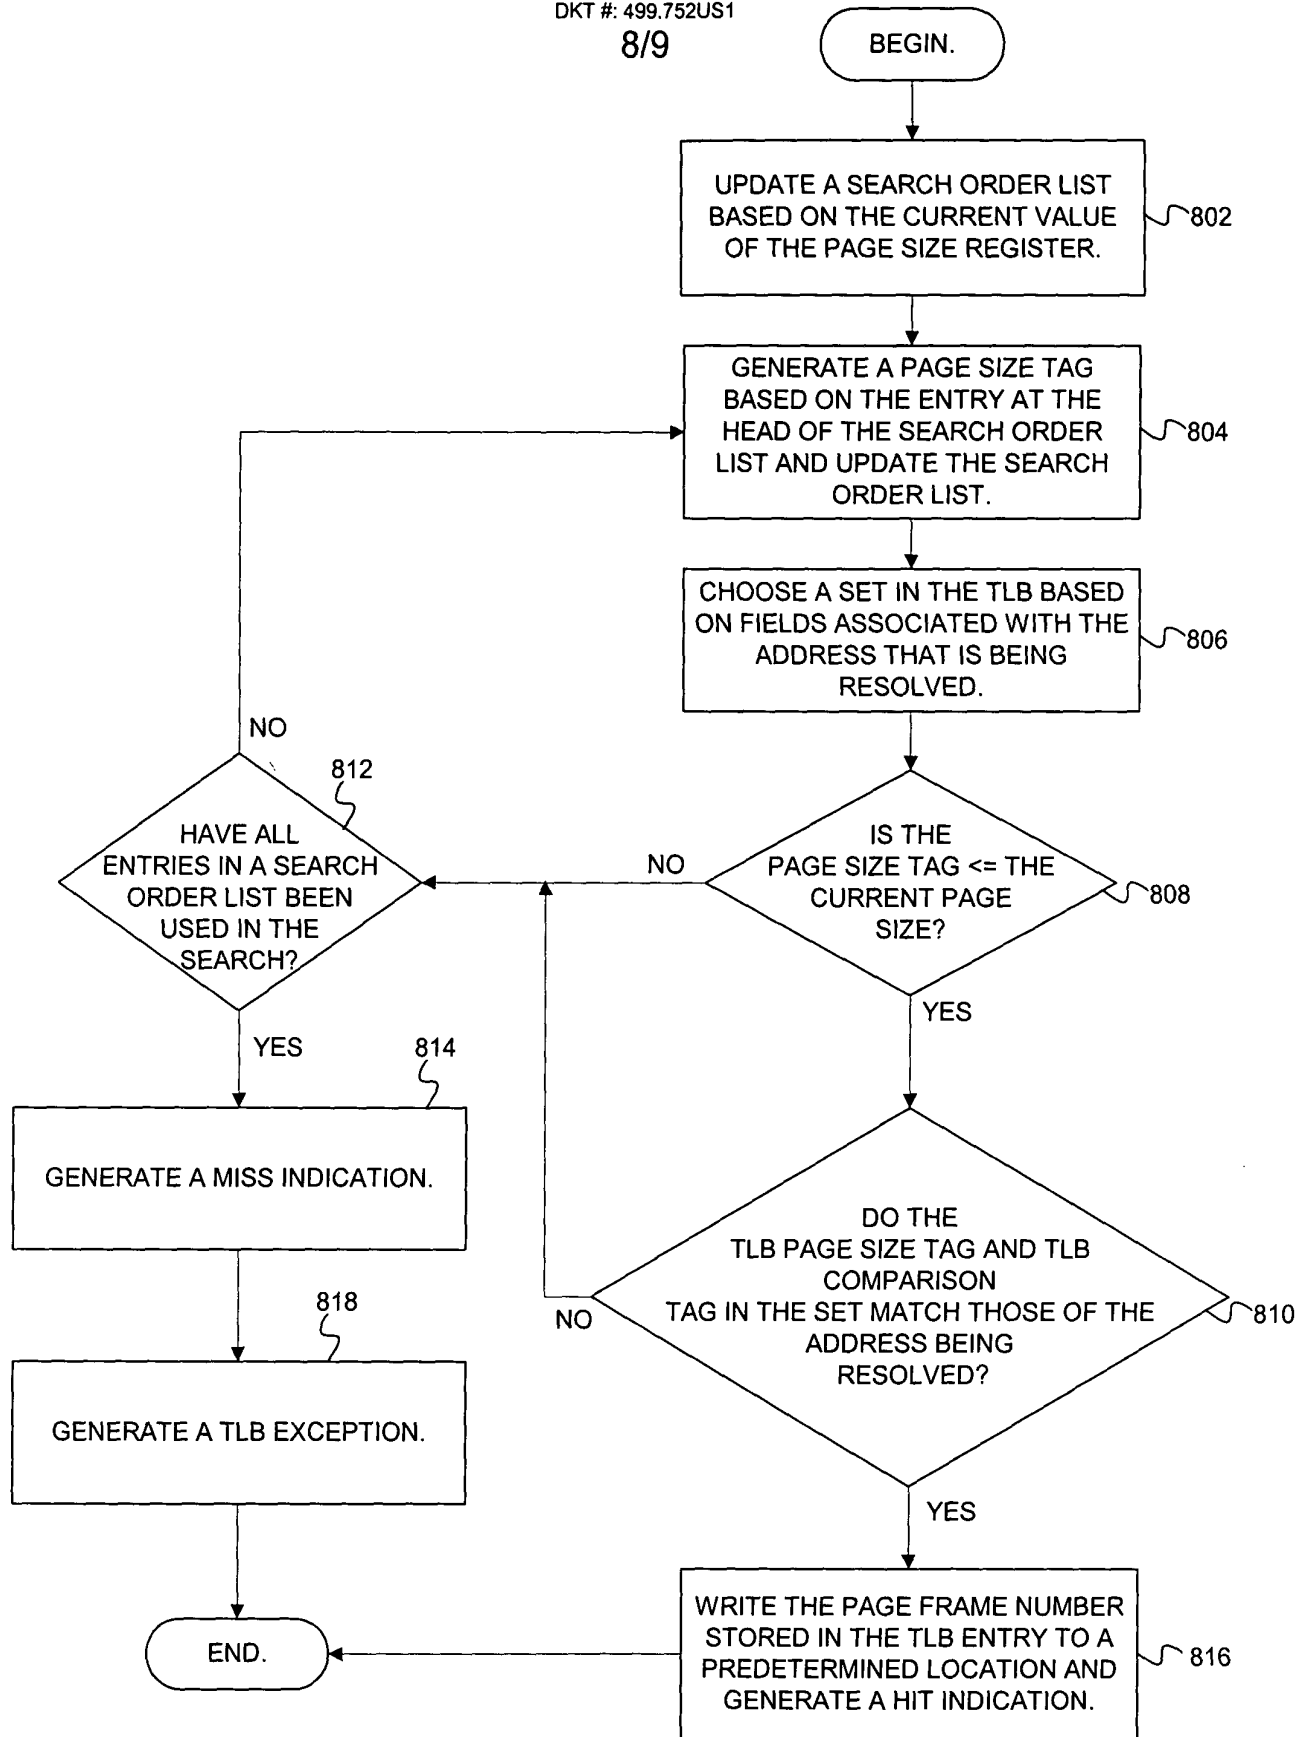 DKT #: 499.752US1
8/9
BEGIN.
UPDATE A SEARCH ORDER LIST
BASED ON THE CURRENT VALUE
OF THE PAGE SIZE REGISTER.
802
GENERATE A PAGE SIZE TAG
BASED ON THE ENTRY AT THE
HEAD OF THE SEARCH ORDER
LIST AND UPDATE THE SEARCH
ORDER LIST.
804
CHOOSE A SET IN THE TLB BASED
ON FIELDS ASSOCIATED WITH THE
ADDRESS THAT IS BEING
RESOLVED.
806
IS THE
PAGE SIZE TAG <= THE
CURRENT PAGE
SIZE?
808
NO
YES
NO
812
HAVE ALL
ENTRIES IN A SEARCH
ORDER LIST BEEN
USED IN THE
SEARCH?
YES
814
GENERATE A MISS INDICATION.
818
GENERATE A TLB EXCEPTION.
DO THE
TLB PAGE SIZE TAG AND TLB
COMPARISON
TAG IN THE SET MATCH THOSE OF THE
ADDRESS BEING
RESOLVED?
810
NO
YES
WRITE THE PAGE FRAME NUMBER
STORED IN THE TLB ENTRY TO A
PREDETERMINED LOCATION AND
GENERATE A HIT INDICATION.
816
END.